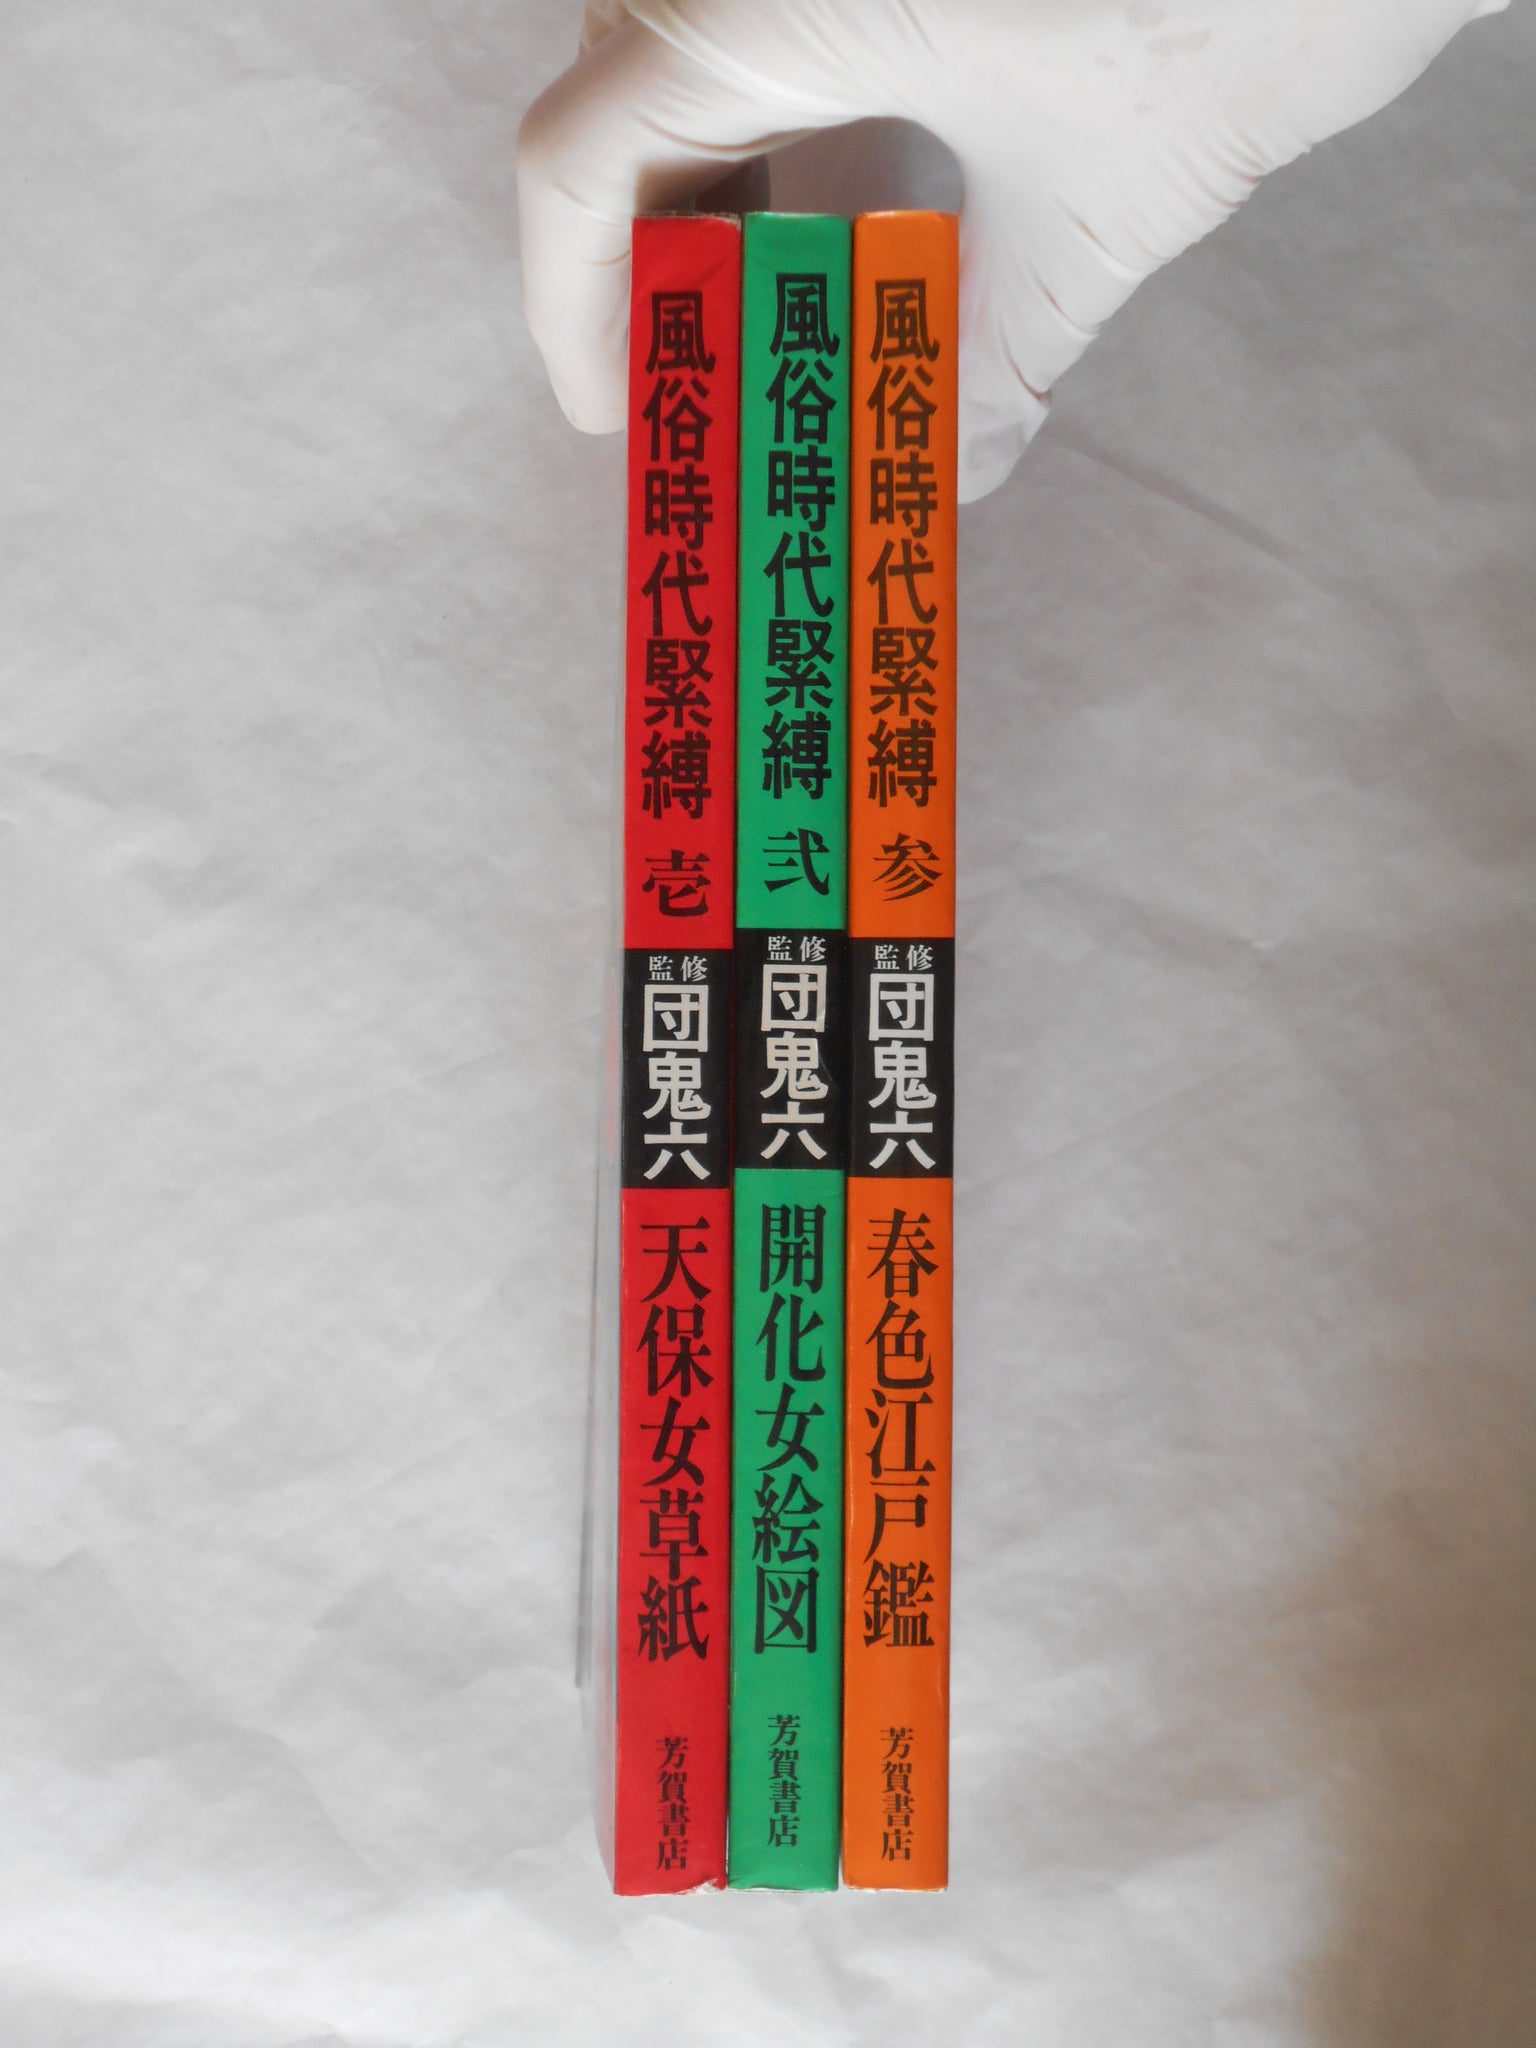 風俗時代緊縛 壱
監修
団鬼六
天保女草紙
芳賀書店
風俗時代緊縛 弐
監修
団鬼六
開化女絵図
芳賀書店
風俗時代緊縛 参
監修
団鬼六
春色江戸鑑
芳賀書店